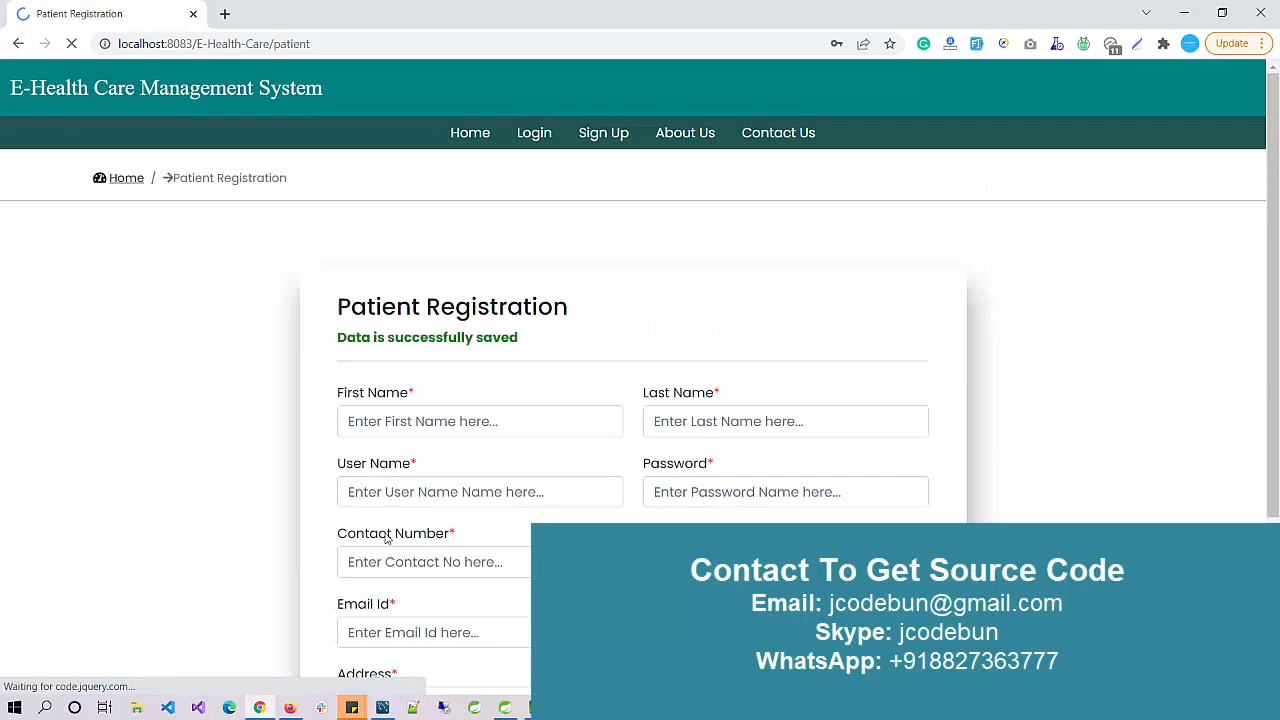 Patient Registration
localhost:8083/E-Health-Care/patient
11
Update
E-Health Care Management System
Home Login Sign Up About Us Contact Us
Home / Patient Registration
Patient Registration
Data is successfully saved
First Name* Last Name*
Enter First Name here... Enter Last Name here...
User Name* Password*
Enter User Name Name here... Enter Password Name here...
Contact Number*
Enter Contact No here...
Email Id*
Enter Email Id here...
Address*
Contact To Get Source Code
Email: jcodebun@gmail.com
Skype: jcodebun
WhatsApp: +918827363777
Waiting for code.jquery.com...